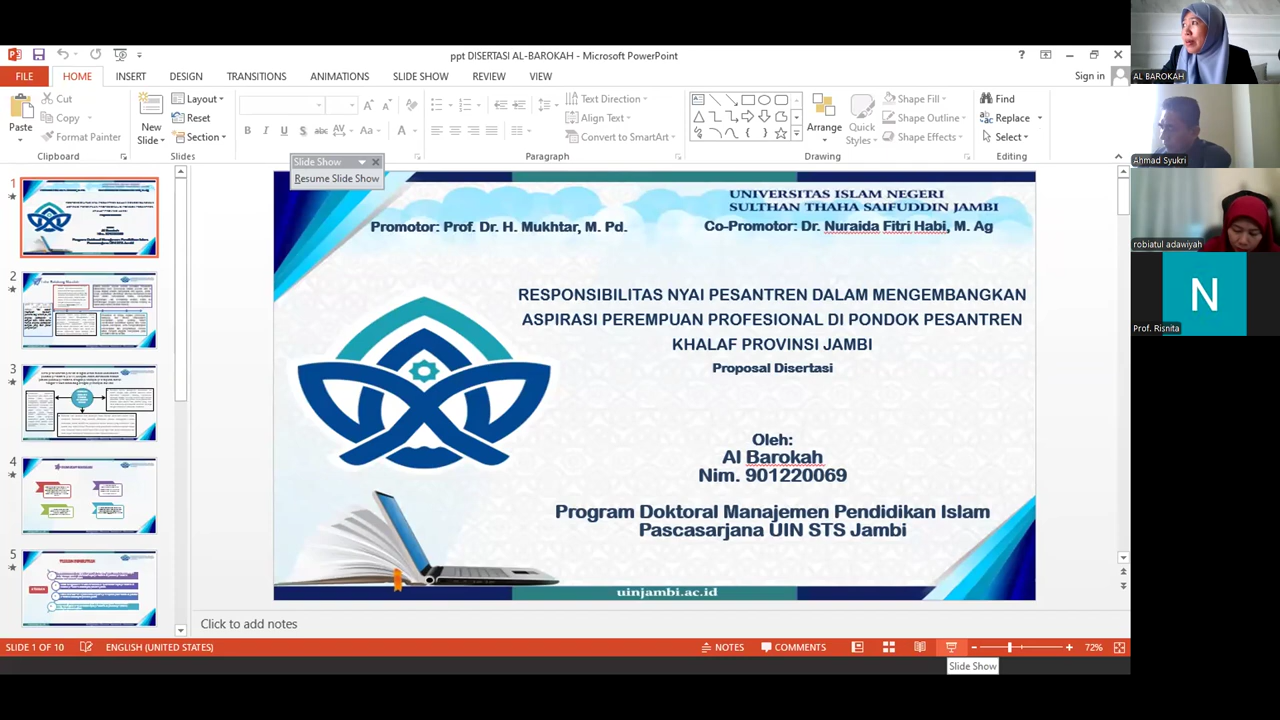 ppt DISERTASI AL-BAROKAH - Microsoft PowerPoint
FILE HOME INSERT DESIGN TRANSITIONS ANIMATIONS SLIDE SHOW REVIEW VIEW Sign in
Paste
Cut
Copy
Format Painter
Clipboard
New Slide
Layout
Reset
Section
Slides
Text Direction
Align Text
Convert to SmartArt
Paragraph
Arrange
Quick Styles
Shape Fill
Shape Outline
Shape Effects
Drawing
Find
Replace
Select
Editing
Slide Show
Resume Slide Show
1
2
3
4
5
UNIVERSITAS ISLAM NEGERI
SULTHAN THAHA SAIFUDDIN JAMBI
Promotor: Prof. Dr. H. Mukhtar, M. Pd.
Co-Promotor: Dr. Nuraida Fitri Habi, M. Ag
RESPONSIBILITAS NYAI PESANTREN DALAM MENGEMBANGKAN
ASPIRASI PEREMPUAN PROFESIONAL DI PONDOK PESANTREN
KHALAF PROVINSI JAMBI
Proposal Disertasi
Oleh:
Al Barokah
Nim. 901220069
Program Doktoral Manajemen Pendidikan Islam
Pascasarjana UIN STS Jambi
uinjambi.ac.id
Click to add notes
SLIDE 1 OF 10 ENGLISH (UNITED STATES) NOTES COMMENTS 72%
Slide Show
AL BAROKAH
Ahmad Syukri
robiatul adawiyah
N
Prof. Risnita